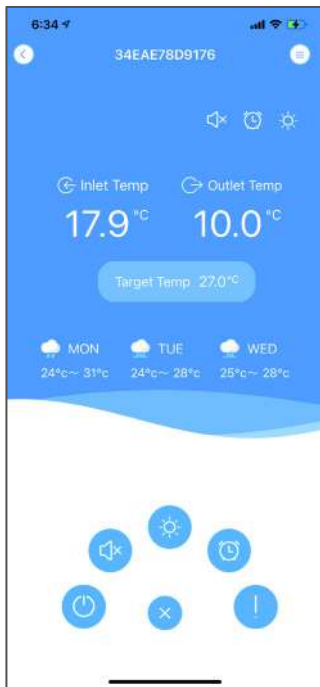 6:34
34EAE78D9176
Inlet Temp Outlet Temp
17.9 °C 10.0 °C
Target Temp 27.0°C
MON TUE WED
24°c～ 31°c 24°c～ 28°c 25°c～ 28°c